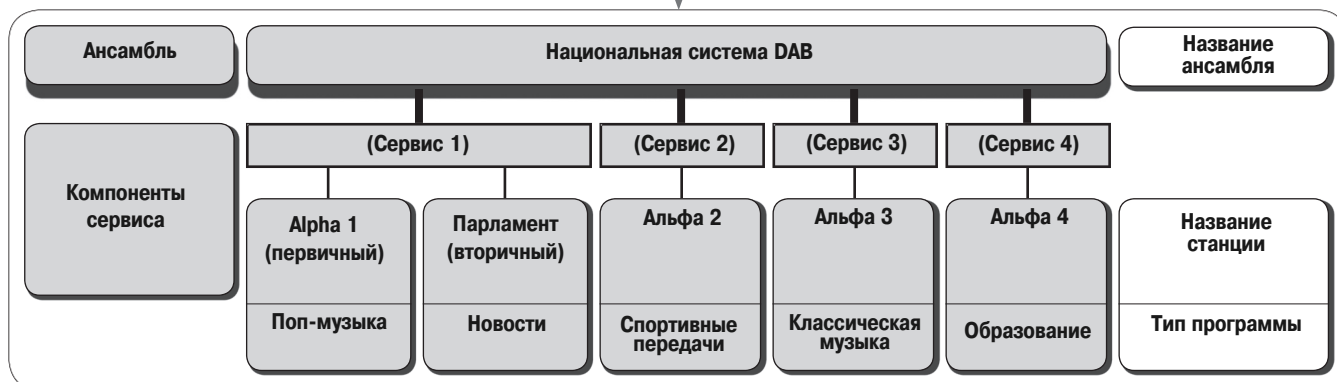 Ансамбль
Национальная система DAB
Название
ансамбля
(Сервис 1)
(Сервис 2)
(Сервис 3)
(Сервис 4)
Компоненты
сервиса
Alpha 1
(первичный)
Парламент
(вторичный)
Альфа 2
Альфа 3
Альфа 4
Название
станции
Поп-музыка
Новости
Спортивные
передачи
Классическая
музыка
Образование
Тип программы